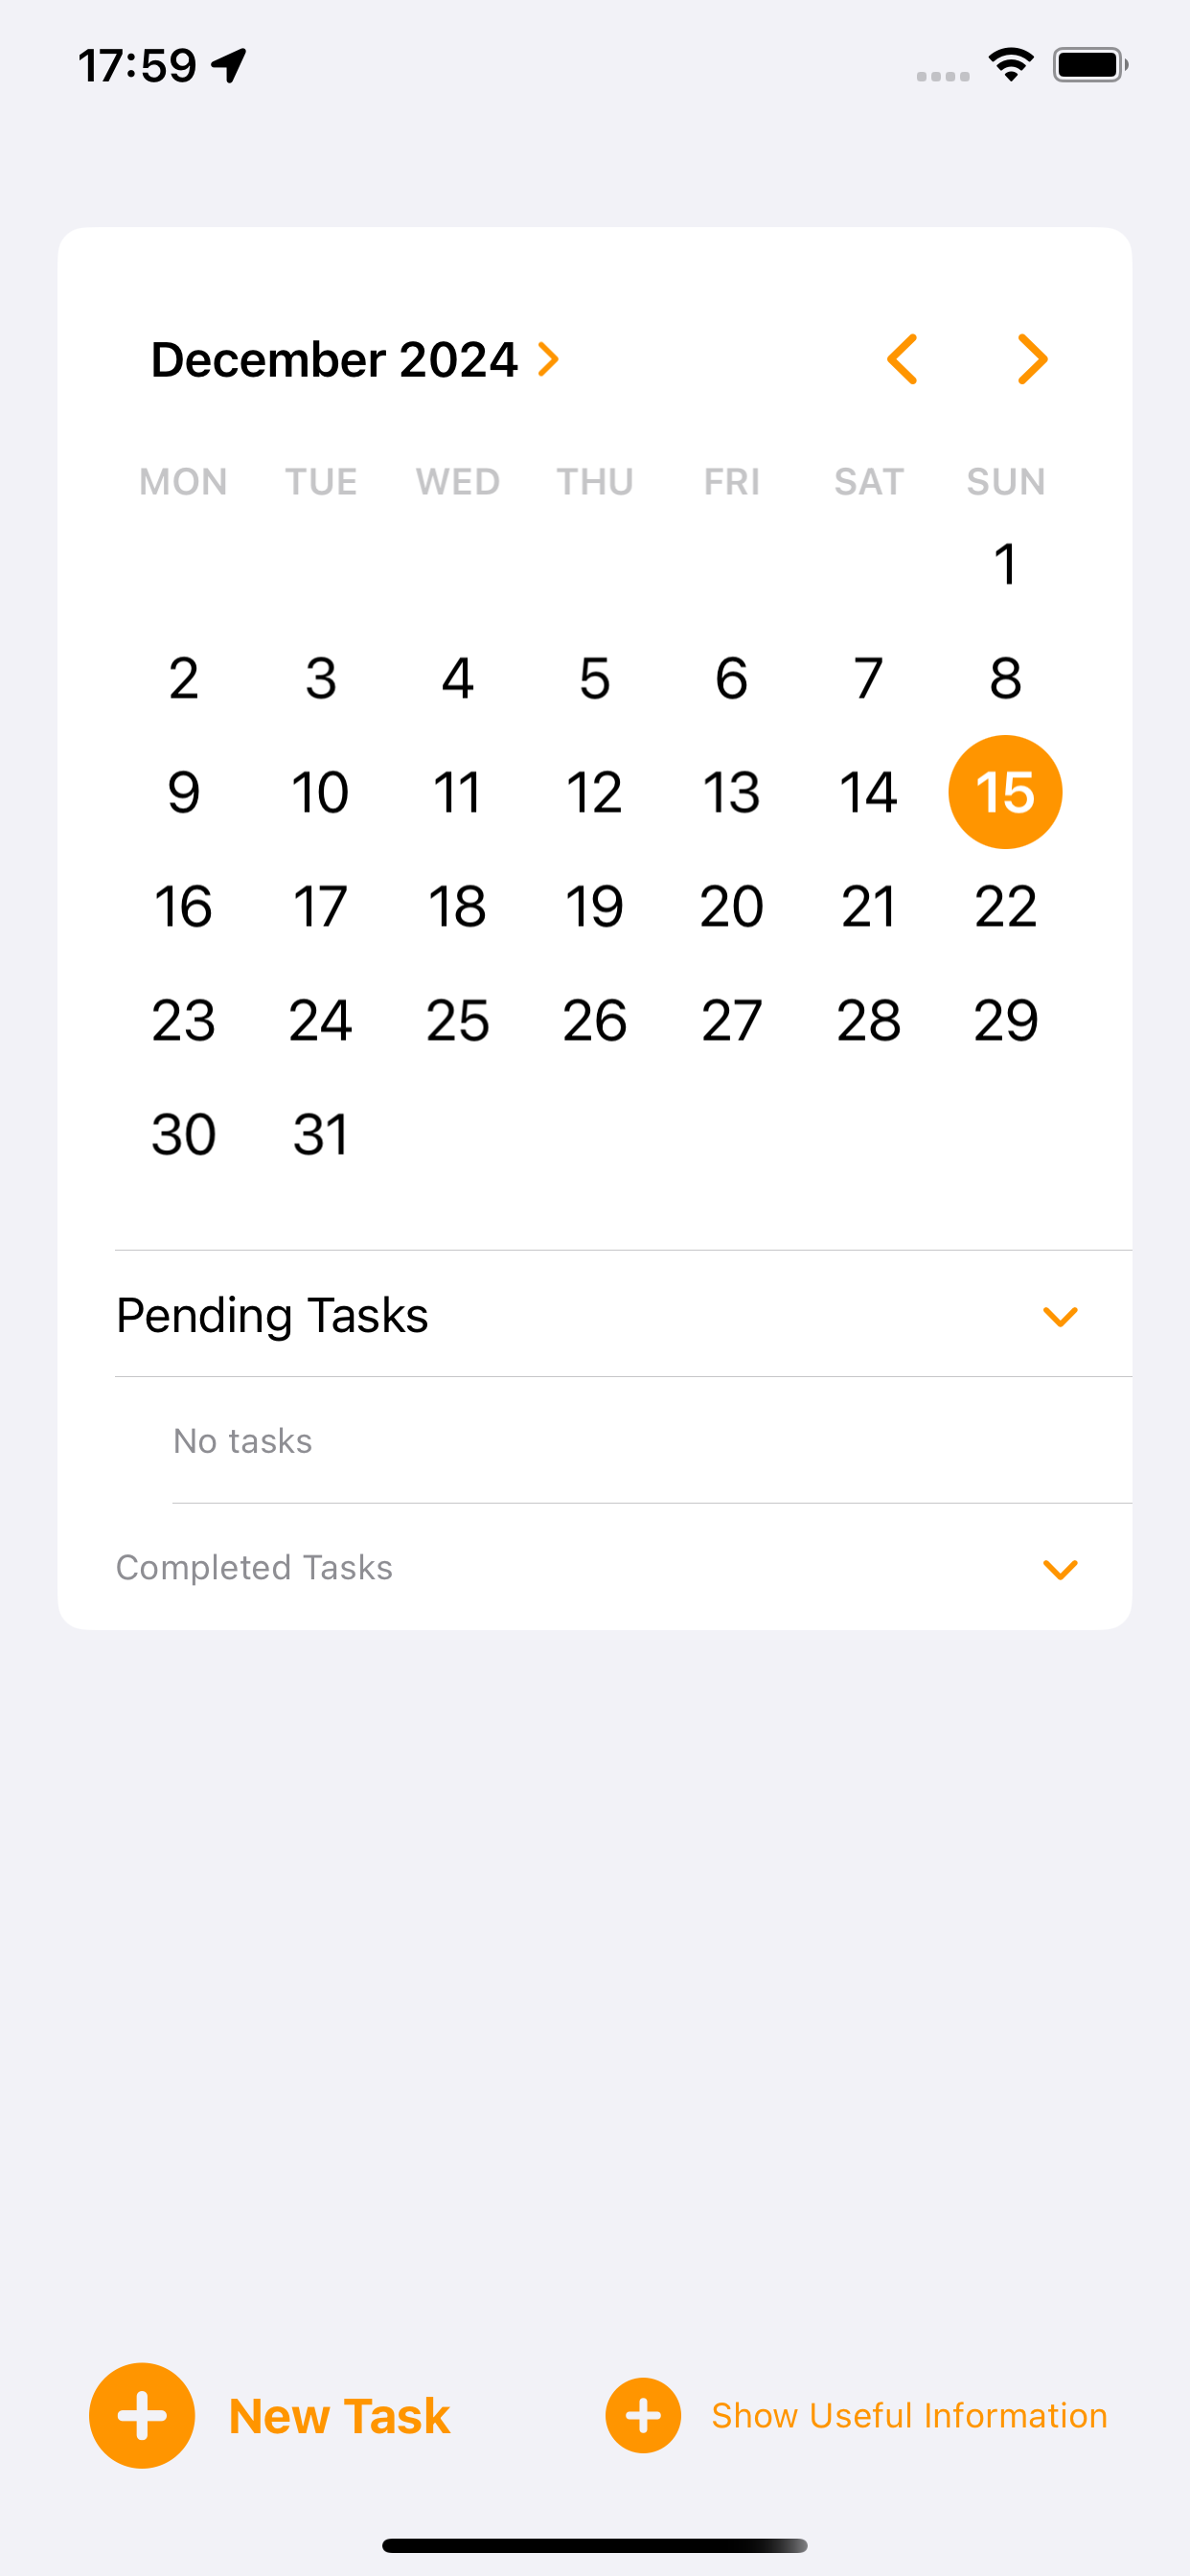 17:59
December 2024
MON TUE WED THU FRI SAT SUN
1
2 3 4 5 6 7 8
9 10 11 12 13 14 15
16 17 18 19 20 21 22
23 24 25 26 27 28 29
30 31
Pending Tasks
No tasks
Completed Tasks
New Task Show Useful Information